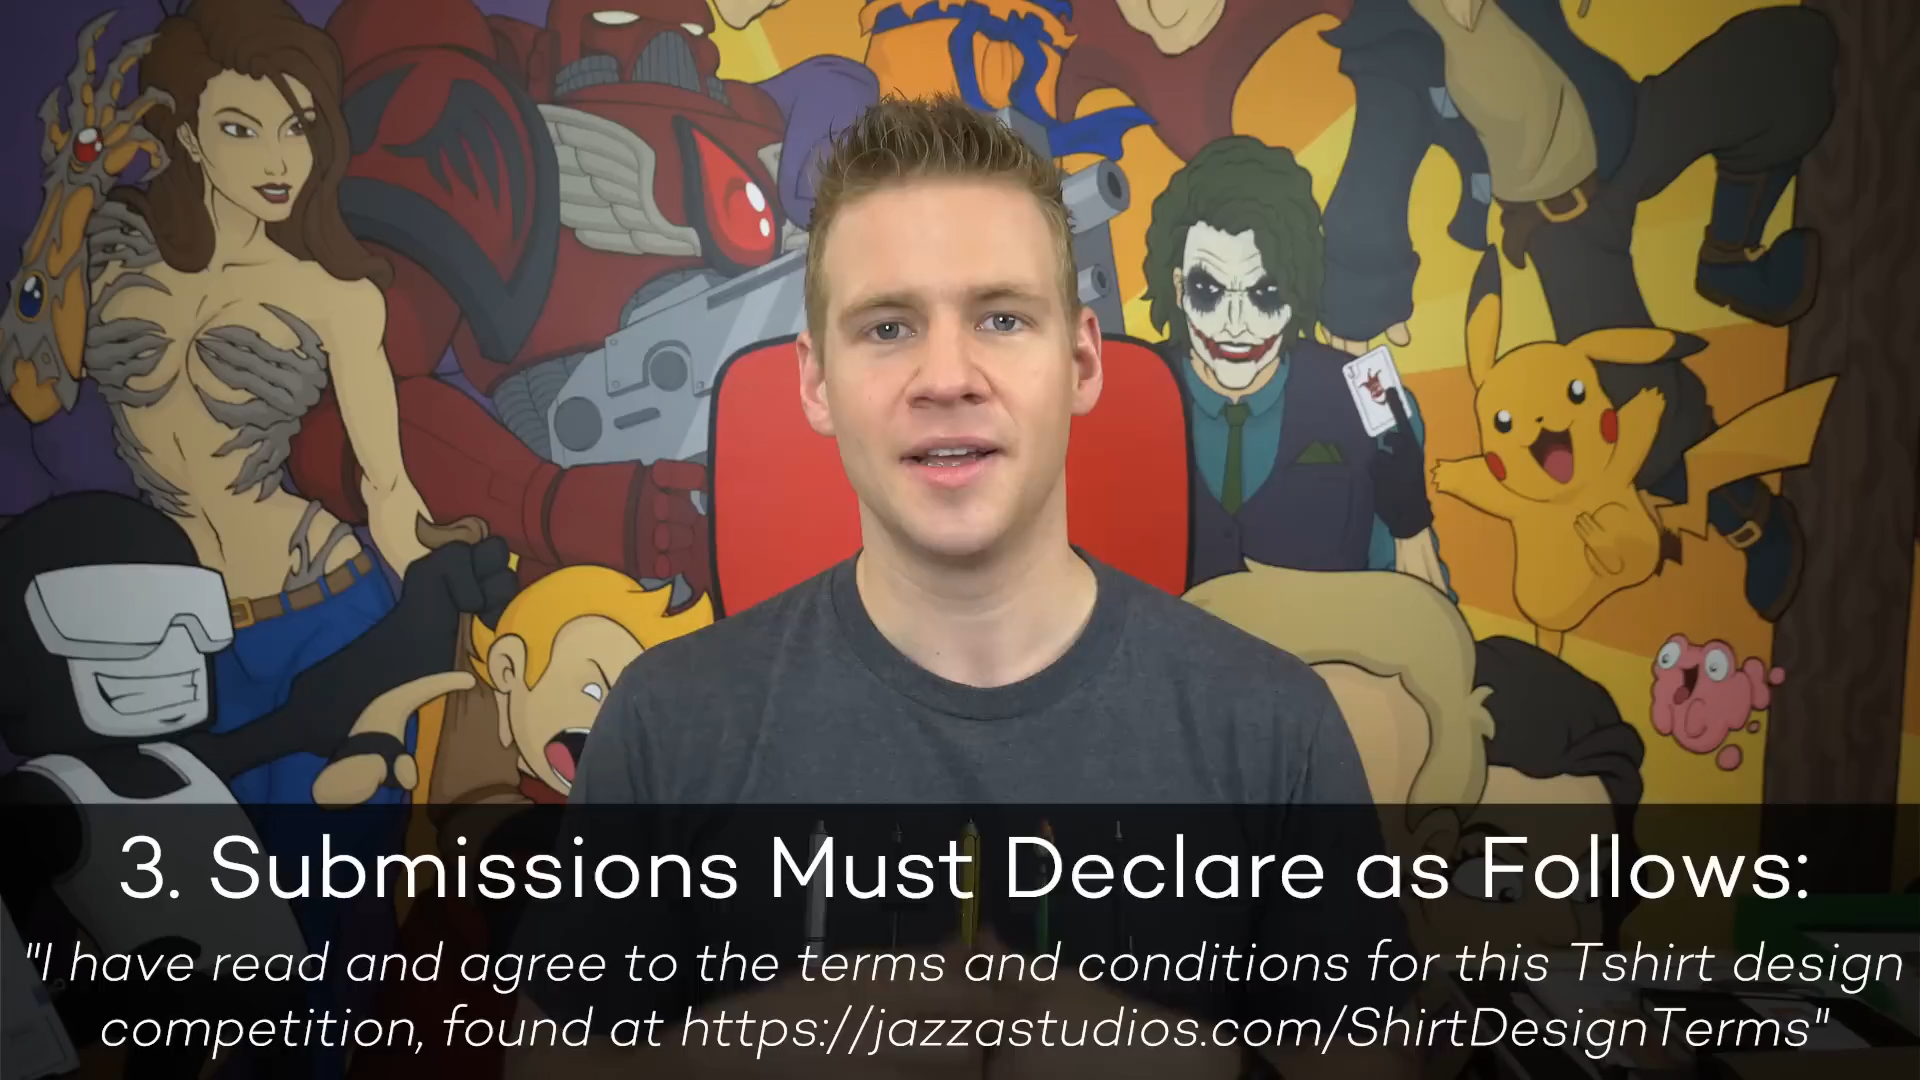 3. Submissions Must Declare as Follows:
"I have read and agree to the terms and conditions for this Tshirt design
competition, found at https://jazzastudios.com/ShirtDesignTerms"